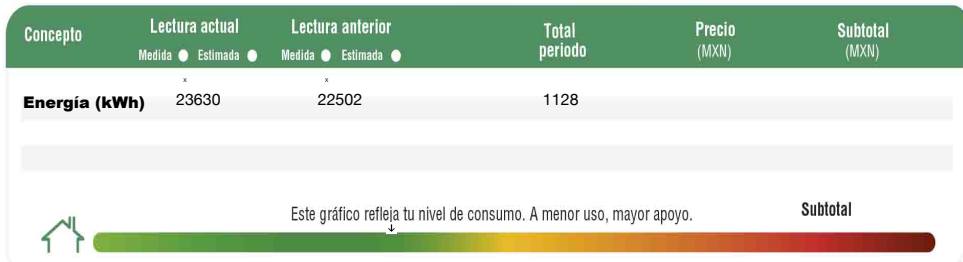 Concepto Lectura actual Lectura anterior Total periodo Precio (MXN) Subtotal (MXN)
Medida Estimada Medida Estimada
x x
Energía (kWh) 23630 22502 1128
Este gráfico refleja tu nivel de consumo. A menor uso, mayor apoyo. Subtotal